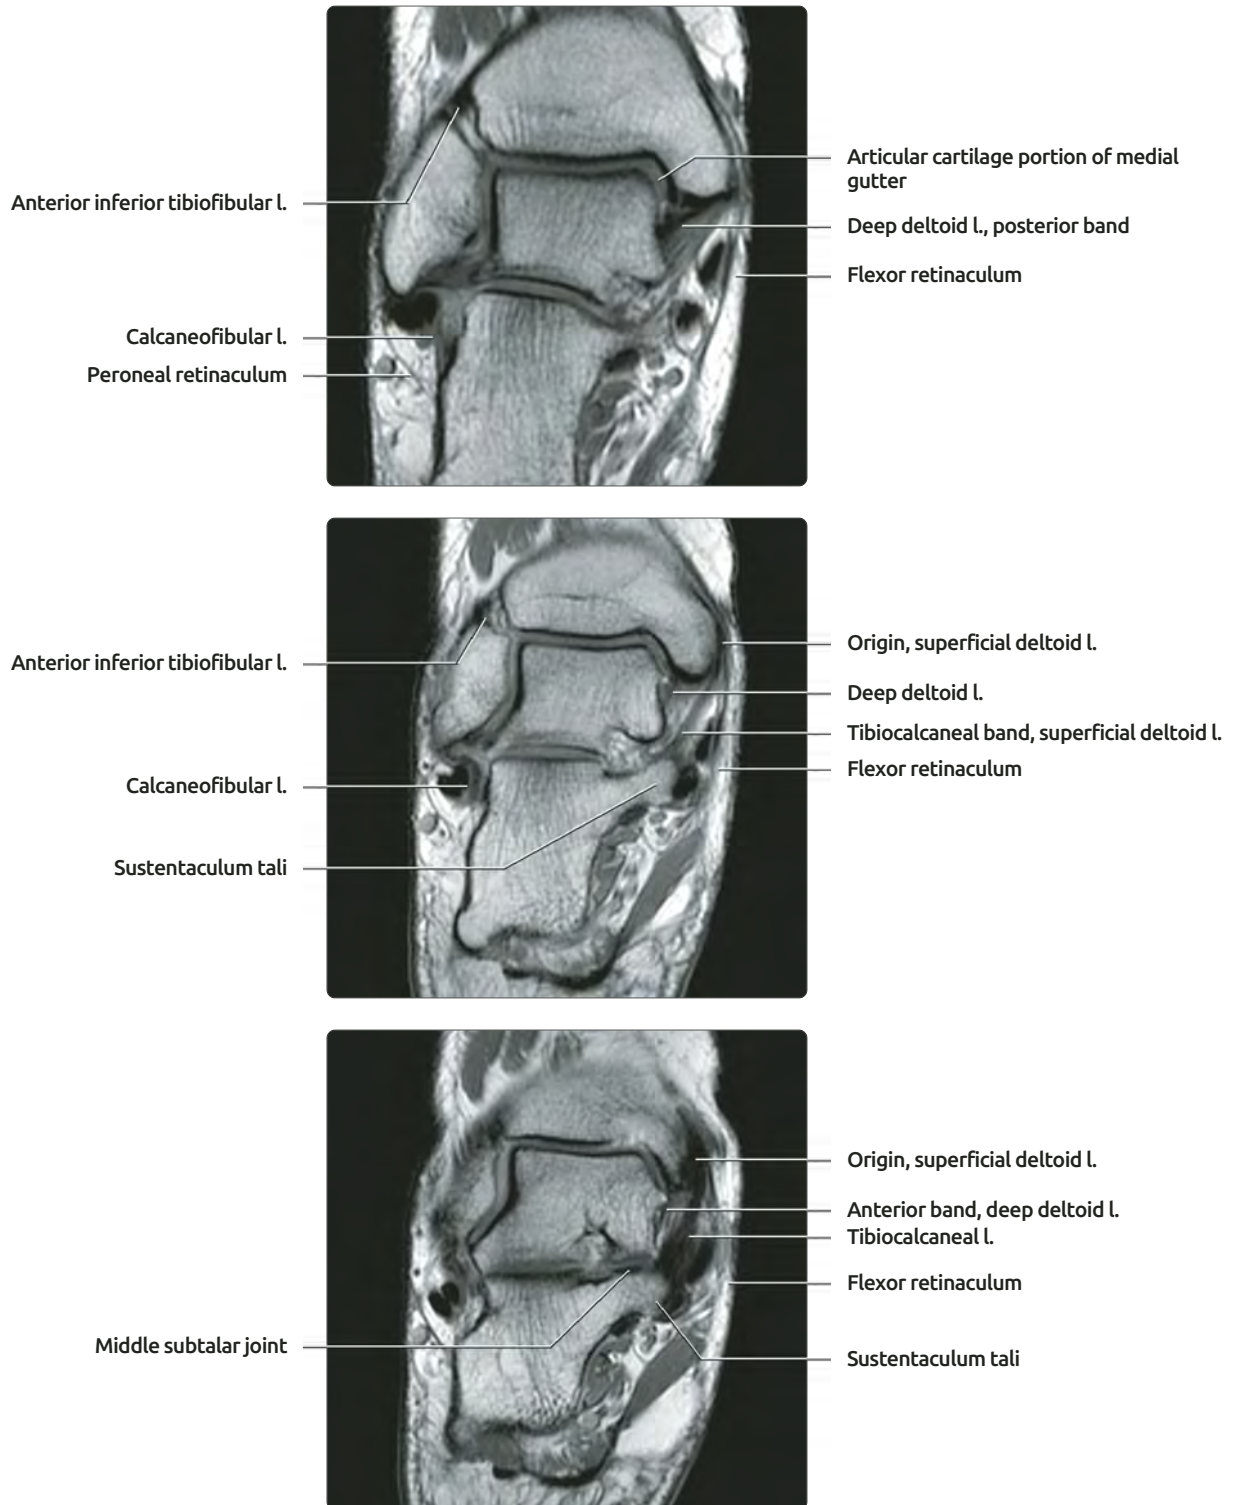 Anterior inferior tibiofibular l.
Calcaneofibular l.
Peroneal retinaculum
Articular cartilage portion of medial
gutter
Deep deltoid l., posterior band
Flexor retinaculum
Anterior inferior tibiofibular l.
Calcaneofibular l.
Sustentaculum tali
Origin, superficial deltoid l.
Deep deltoid l.
Tibiocalcaneal band, superficial deltoid l.
Flexor retinaculum
Middle subtalar joint
Origin, superficial deltoid l.
Anterior band, deep deltoid l.
Tibiocalcaneal l.
Flexor retinaculum
Sustentaculum tali